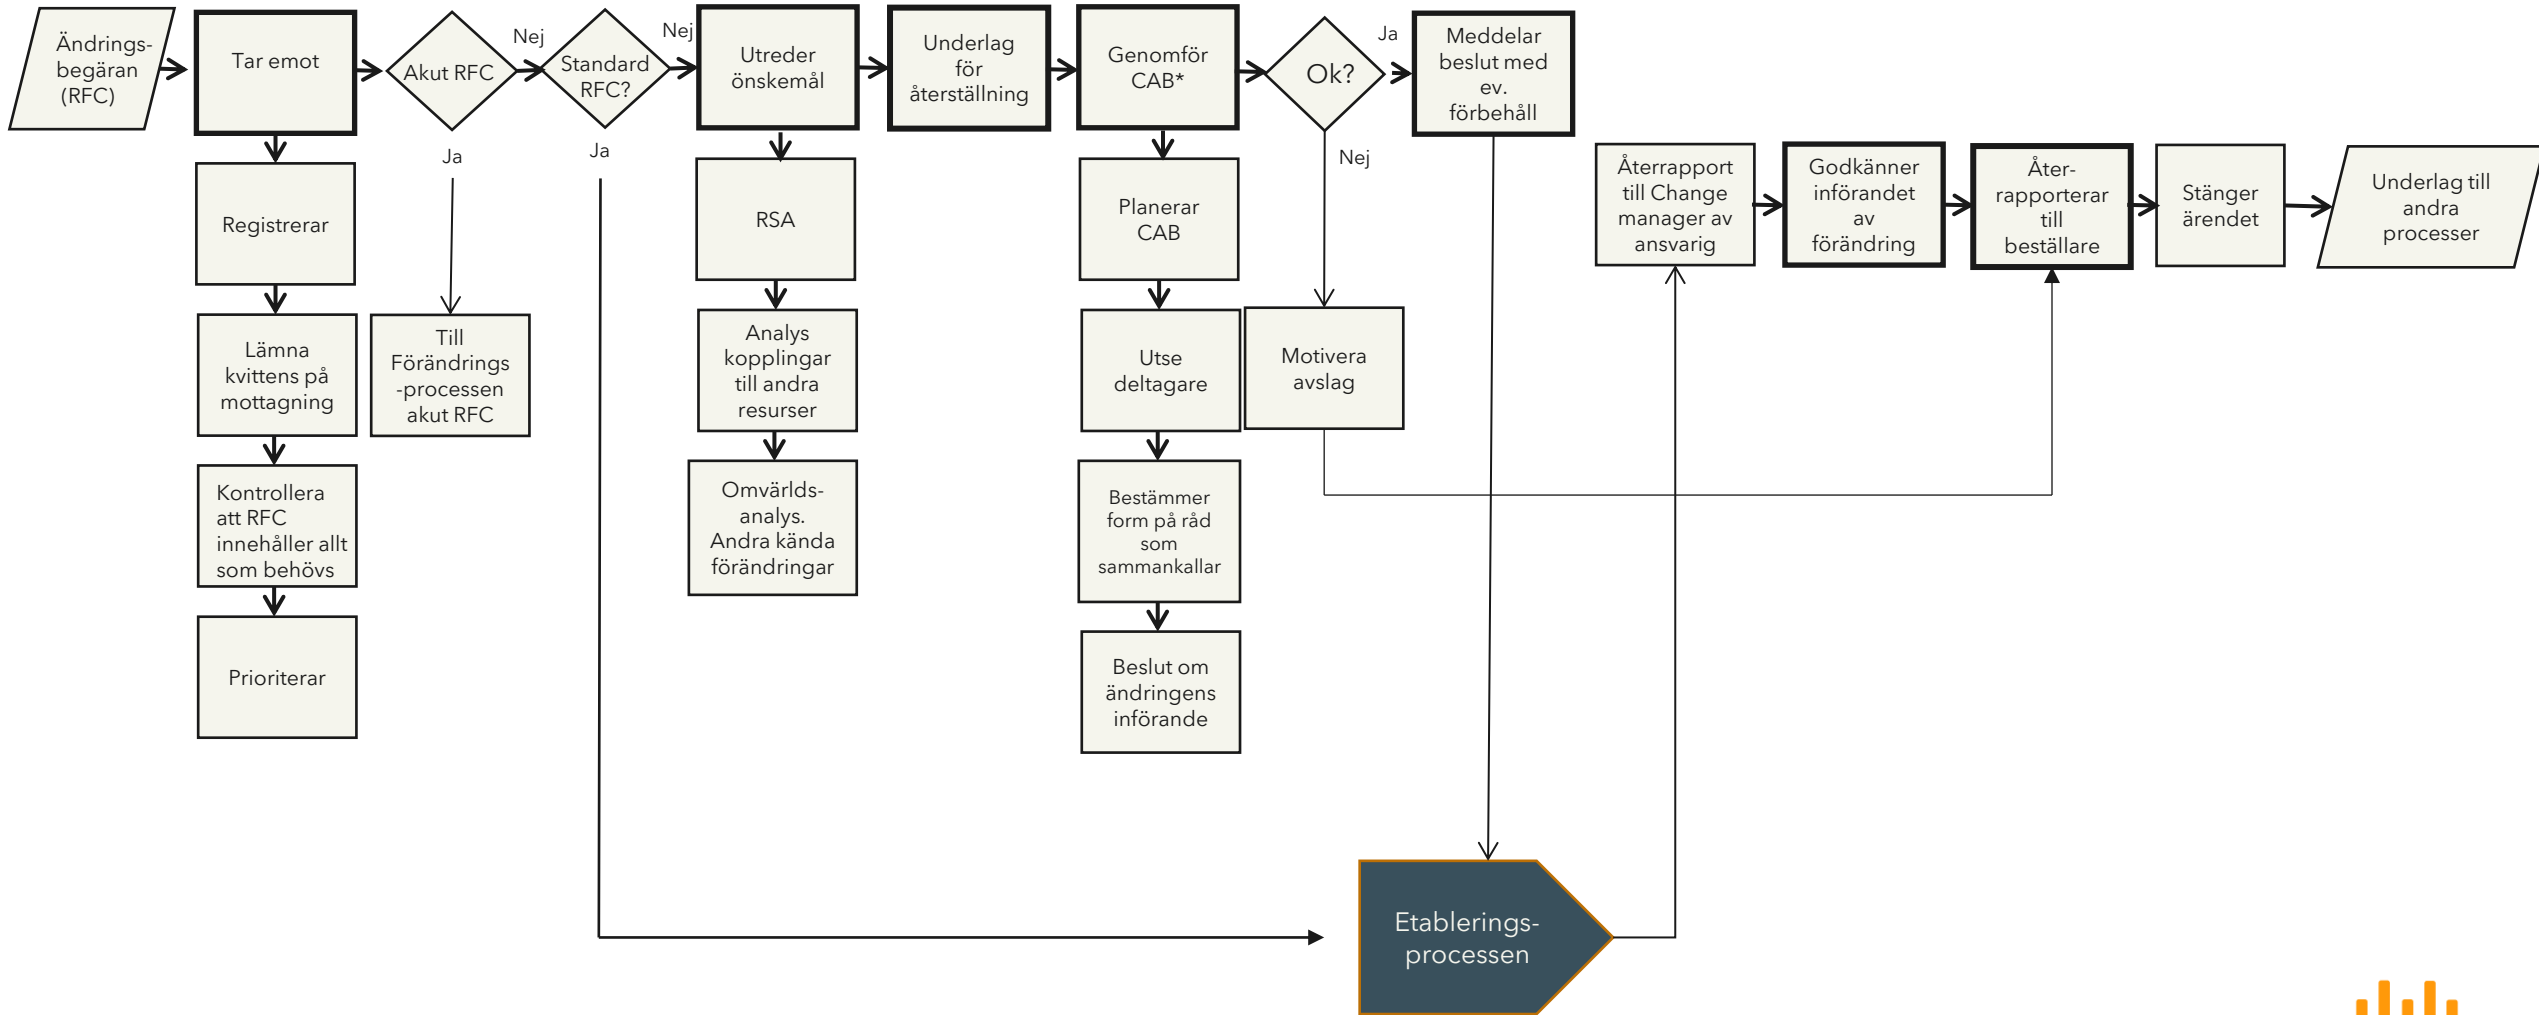 Ändrings-
begäran
(RFC)
Tar emot
Akut RFC
Nej
Standard
RFC?
Nej
Utreder
önskemål
Underlag
för
återställning
Genomför
CAB*
Ok?
Ja
Meddelar
beslut med
ev.
förbehåll
Ja
Ja
Nej
Registrerar
RSA
Planerar
CAB
Återrapport
till Change
manager av
ansvarig
Godkänner
införandet
av
förändring
Åter-
rapporterar
till
beställare
Stänger
ärendet
Underlag till
andra
processer
Lämna
kvittens på
mottagning
Till
Förändrings
-processen
akut RFC
Analys
kopplingar
till andra
resurser
Utse
deltagare
Motivera
avslag
Kontrollera
att RFC
innehåller allt
som behövs
Omvärlds-
analys.
Andra kända
förändringar
Bestämmer
form på råd
som
sammankallar
Prioriterar
Beslut om
ändringens
införande
Etablerings-
processen